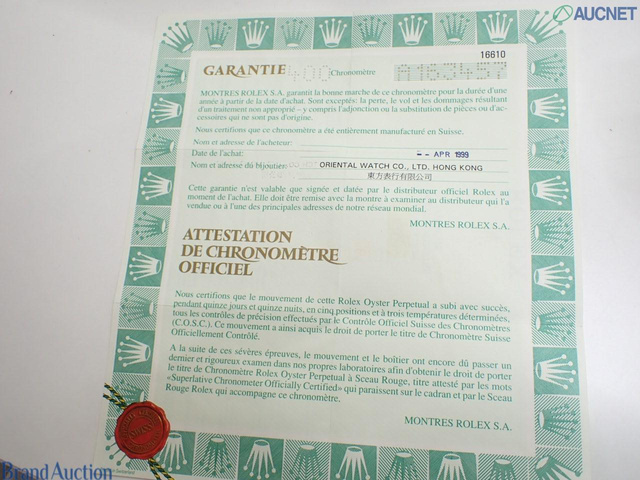 AUCNET
16610
GARANTIE 400 Chronomètre
MONTRES ROLEX S.A. garantit la bonne marche de ce chronomètre pour la durée d'une
année à partir de la date d'achat. Sont exceptés: la perte, le vol et les dommages résultant
d'un traitement non approprié – y compris l'adjonction ou la substitution de pièces ou d'ac-
cessoires qui ne sont pas d'origine.
Nous certifions que ce chronomètre a été entièrement manufacturé en Suisse.
Nom et adresse de l'acheteur:
Date de l'achat: -- APR 1999
Nom et adresse du bijoutier: ORIENTAL WATCH CO., LTD. HONG KONG
東方表行有限公司
Cette garantie n'est valable que signée et datée par le distributeur officiel Rolex au
moment de l'achat. Elle doit être remise avec la montre à examiner au distributeur qui l'a
vendue ou à l'une des principales adresses de notre réseau mondial.
MONTRES ROLEX S.A.
ATTESTATION
DE CHRONOMÈTRE
OFFICIEL
Nous certifions que le mouvement de cette Rolex Oyster Perpetual a subi avec succès,
pendant quinze jours et quinze nuits, en cinq positions et à trois températures déterminées,
tous les contrôles de précision effectués par le Contrôle Officiel Suisse des Chronomètres
(C.O.S.C.). Ce mouvement a ainsi acquis le droit de porter le titre de Chronomètre Suisse
Officiellement Contrôlé.
A la suite de ces sévères épreuves, le mouvement et le boîtier ont encore dû passer un
dernier et rigoureux examen dans nos propres laboratoires afin d'obtenir le droit de porter
le titre de Chronomètre Rolex Oyster Perpetual à Sceau Rouge, titre attesté par les mots
«Superlative Chronometer Officially Certified» qui paraissent sur le cadran et par le Sceau
Rouge Rolex qui accompagne ce chronomètre.
MONTRES ROLEX S.A.
Brand Auction